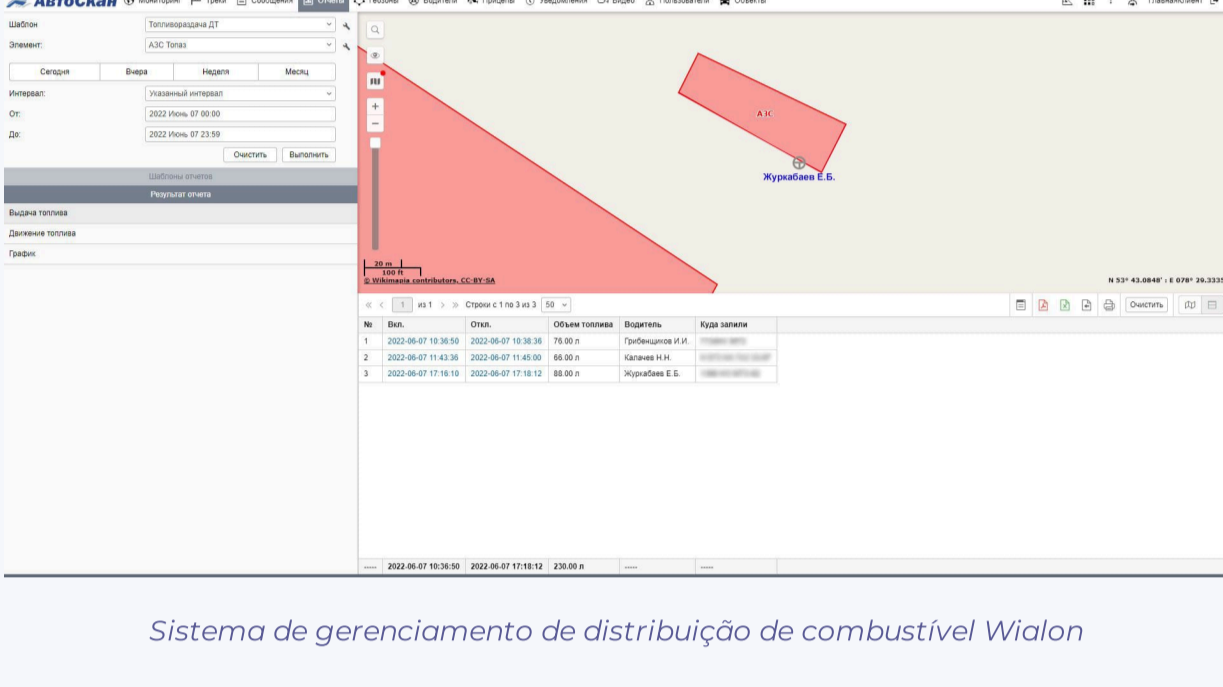 АвтоСкан Мониторинг Треки Сообщения Отчеты Геозоны Водители Прицепы Уведомления Видео Пользователи Объекты
Шаблон Топливораздача ДТ
Элемент: АЗС Топаз
Сегодня Вчера Неделя Месяц
Интервал: Указанный интервал
От: 2022 Июнь 07 00:00
До: 2022 Июнь 07 23:59
Очистить Выполнить
Шаблоны отчетов
Результат отчета
Выдача топлива
Движение топлива
График
АЗС
Журкабаев Е.Б.
20 m
100 ft
© Wikimapia contributors, CC-BY-SA
N 53° 43.0848' : E 078° 29.3335
« < 1 из 1 > » Строки с 1 по 3 из 3 50
Очистить
№ Вкл. Откл. Объем топлива Водитель Куда залили
1 2022-06-07 10:36:50 2022-06-07 10:38:36 76.00 л Грибенщиков И.И.
2 2022-06-07 11:43:36 2022-06-07 11:45:00 66.00 л Калачев Н.Н.
3 2022-06-07 17:16:10 2022-06-07 17:18:12 88.00 л Журкабаев Е.Б.
----- 2022-06-07 10:36:50 2022-06-07 17:18:12 230.00 л ----- -----
Sistema de gerenciamento de distribuição de combustível Wialon